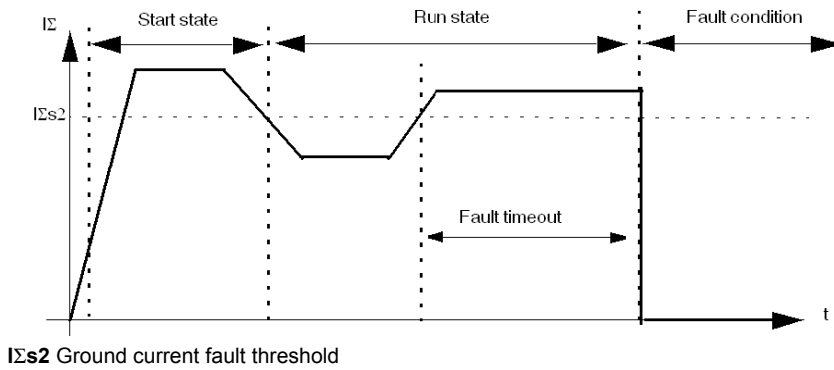 IΣ
Start state
Run state
Fault condition
IΣs2
Fault timeout
t
IΣs2 Ground current fault threshold